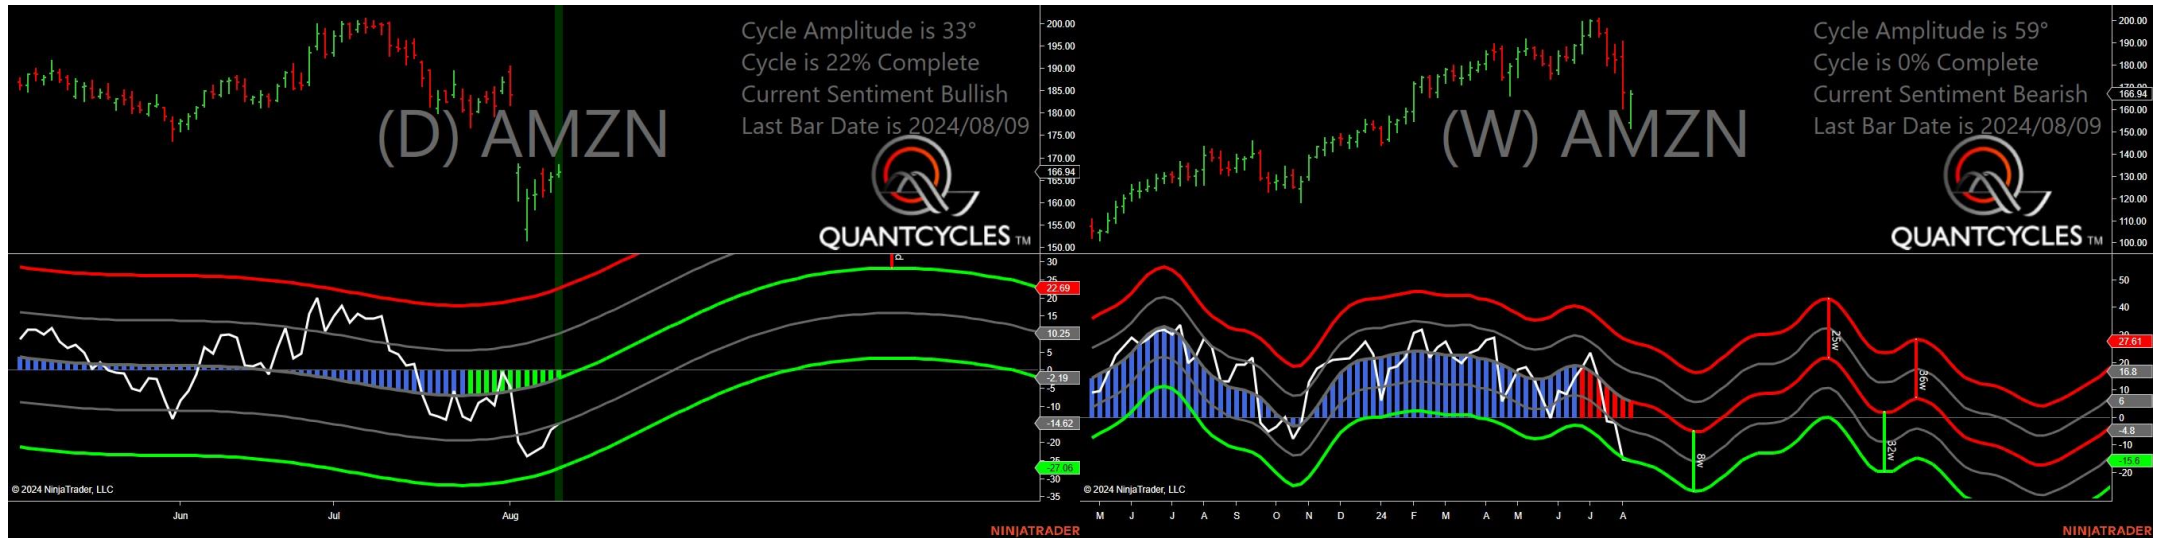 Cycle Amplitude is 33°
Cycle is 22% Complete
Current Sentiment Bullish
Last Bar Date is 2024/08/09
(D) AMZN
QUANTCYCLES TM
200.00
195.00
190.00
185.00
180.00
175.00
170.00
166.94
165.00
160.00
155.00
150.00
30
25
22.69
20
15
10.25
5
0
-2.19
-5
-10
-14.62
-20
-25
-27.06
-30
-35
© 2024 NinjaTrader, LLC
Jun
Jul
Aug
NINJATRADER
Cycle Amplitude is 59°
Cycle is 0% Complete
Current Sentiment Bearish
Last Bar Date is 2024/08/09
(W) AMZN
QUANTCYCLES TM
200.00
190.00
180.00
170.00
166.94
160.00
150.00
140.00
130.00
120.00
110.00
100.00
25w
36w
8w
32w
50
40
30
27.61
20
16.8
10
6
0
-4.8
-10
-15.6
-20
© 2024 NinjaTrader, LLC
M J J A S O N D 24 F M A M J J A
NINJATRADER